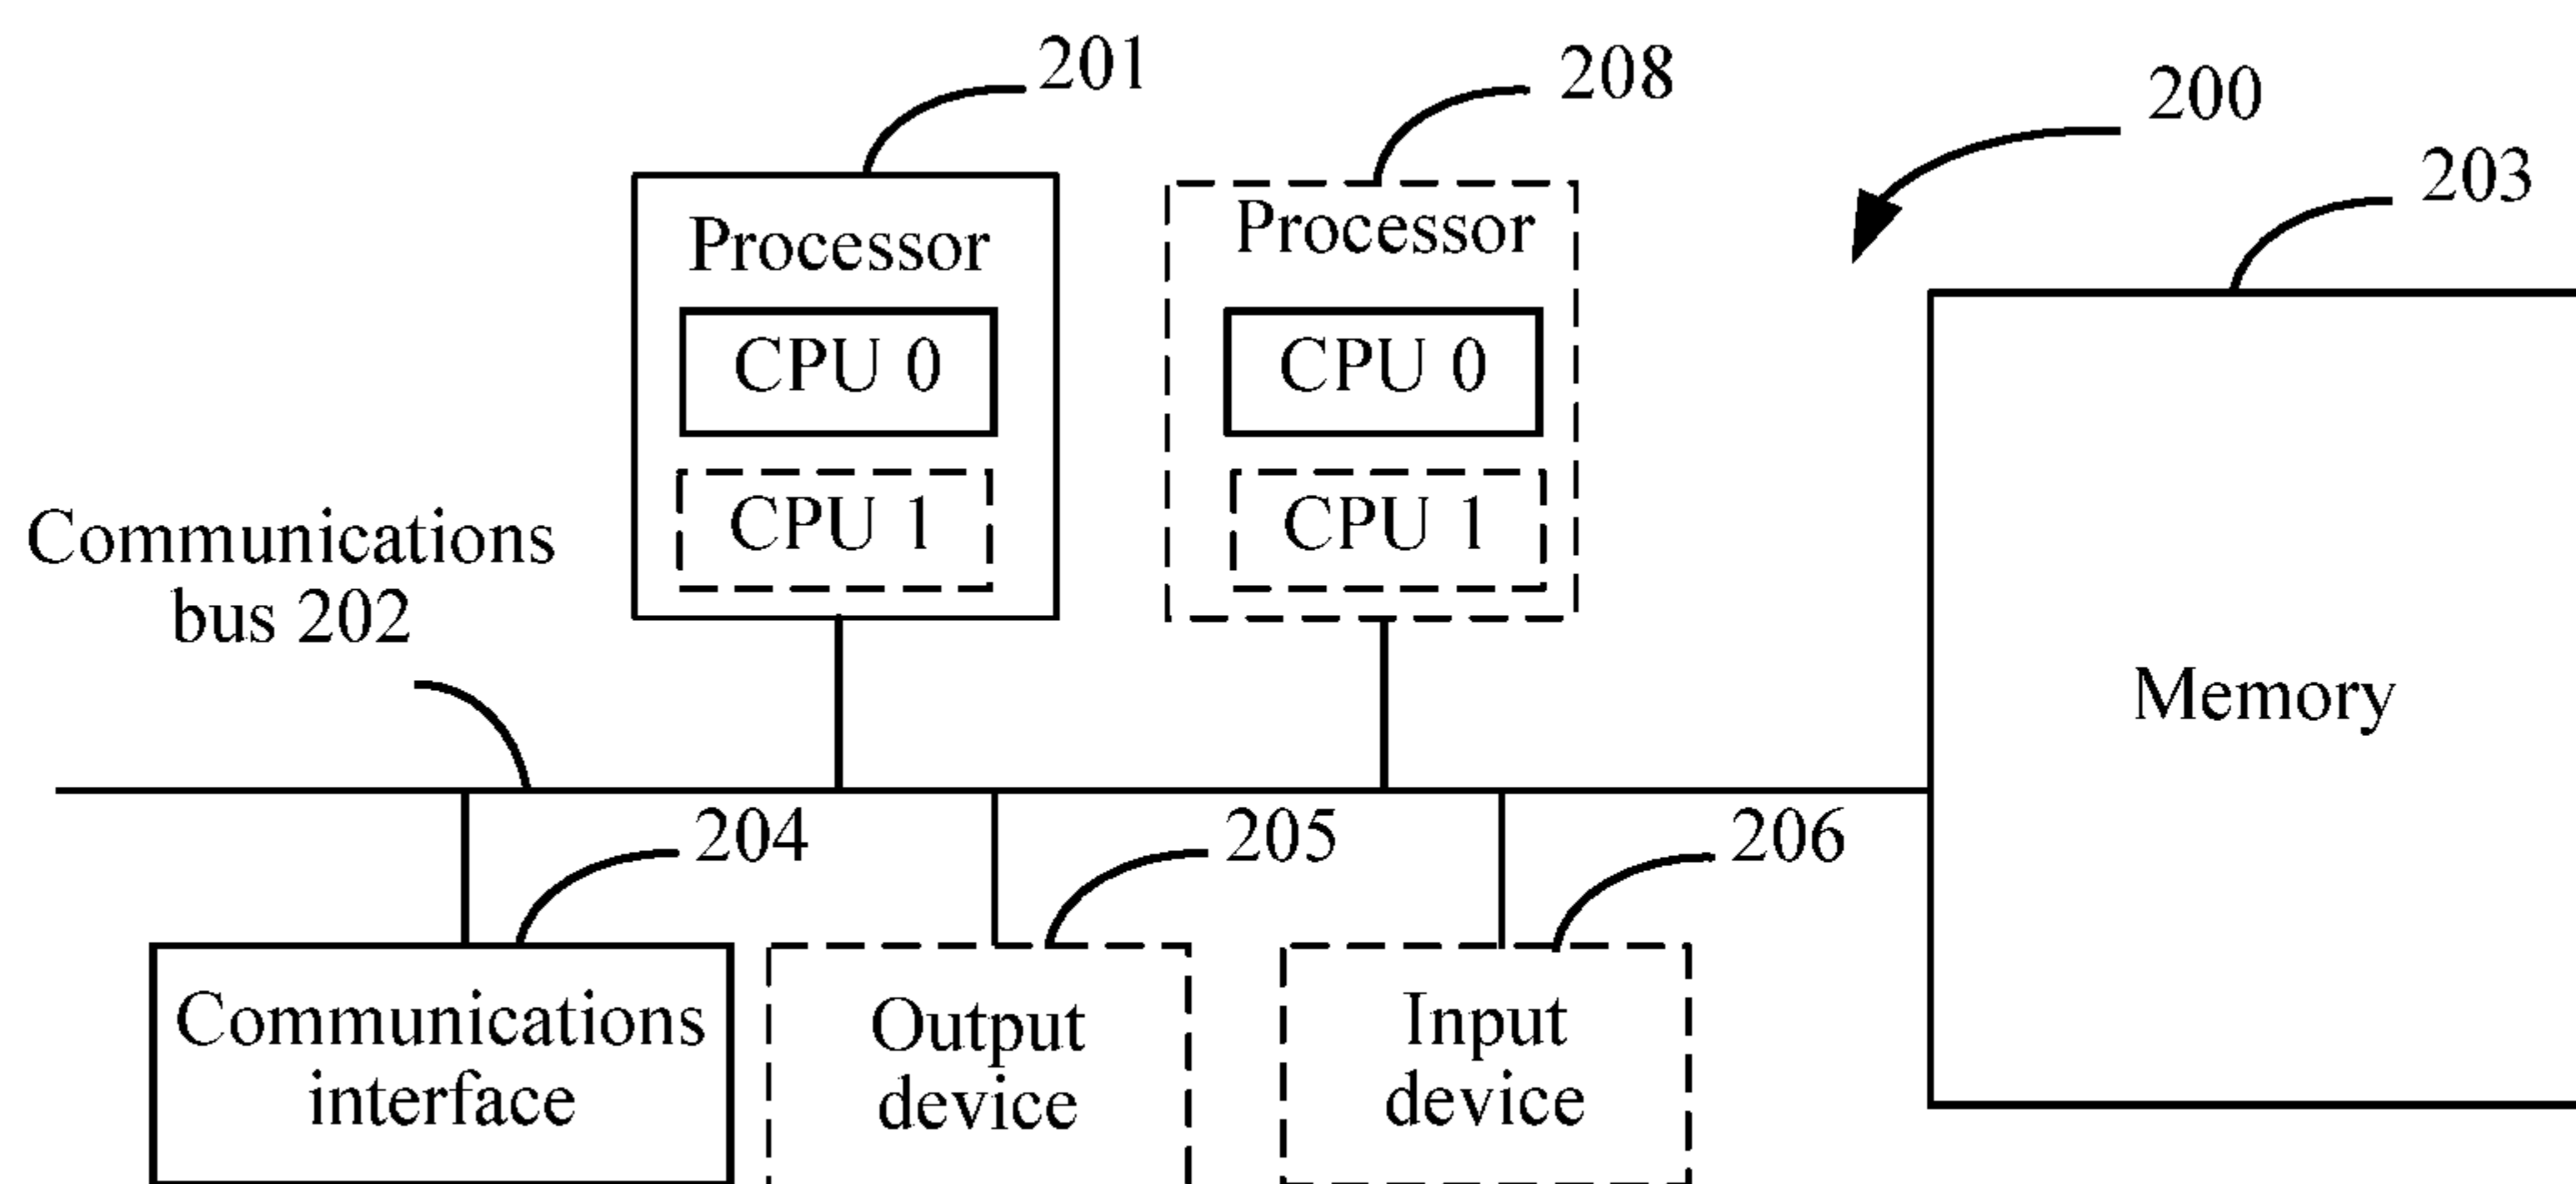 201
208
200
203
Processor
Processor
CPU 0
CPU 0
CPU 1
CPU 1
Communications
bus 202
Memory
204
205
206
Communications
interface
Output
device
Input
device